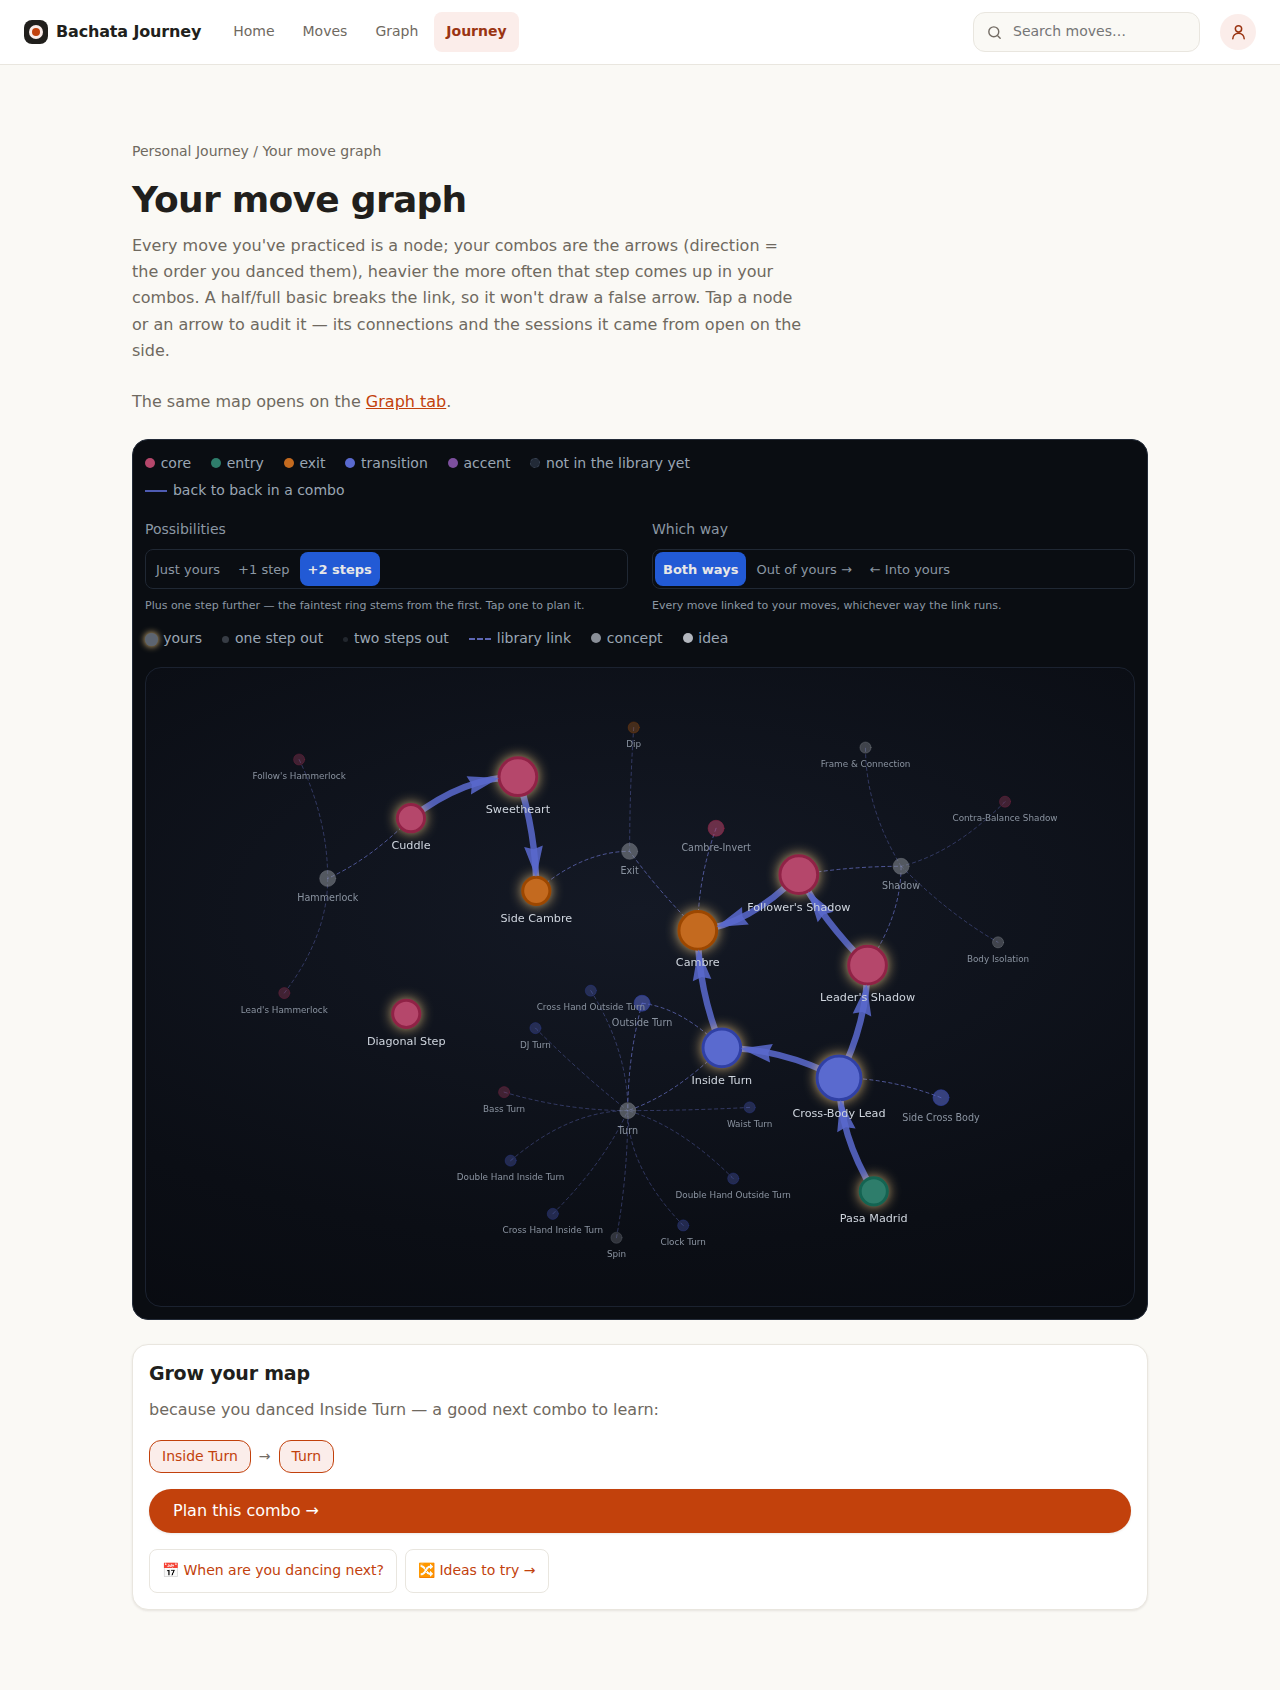 Bachata Journey
Home
Moves
Graph
Journey
Search moves...
Personal Journey / Your move graph
Your move graph
Every move you've practiced is a node; your combos are the arrows (direction =
the order you danced them), heavier the more often that step comes up in your
combos. A half/full basic breaks the link, so it won't draw a false arrow. Tap a node
or an arrow to audit it — its connections and the sessions it came from open on the
side.
The same map opens on the Graph tab.
core
entry
exit
transition
accent
not in the library yet
back to back in a combo
Possibilities
Which way
Just yours
+1 step
+2 steps
Both ways
Out of yours →
← Into yours
Plus one step further — the faintest ring stems from the first. Tap one to plan it.
Every move linked to your moves, whichever way the link runs.
yours
one step out
two steps out
library link
concept
idea
Dip
Frame & Connection
Follow's Hammerlock
Sweetheart
Contra-Balance Shadow
Cuddle
Cambre-Invert
Exit
Shadow
Hammerlock
Follower's Shadow
Side Cambre
Cambre
Body Isolation
Leader's Shadow
Lead's Hammerlock
Cross Hand Outside Turn
Outside Turn
Diagonal Step
DJ Turn
Inside Turn
Bass Turn
Cross-Body Lead
Side Cross Body
Waist Turn
Turn
Double Hand Inside Turn
Double Hand Outside Turn
Pasa Madrid
Cross Hand Inside Turn
Clock Turn
Spin
Grow your map
because you danced Inside Turn — a good next combo to learn:
Inside Turn → Turn
Plan this combo →
📅 When are you dancing next?
🔀 Ideas to try →